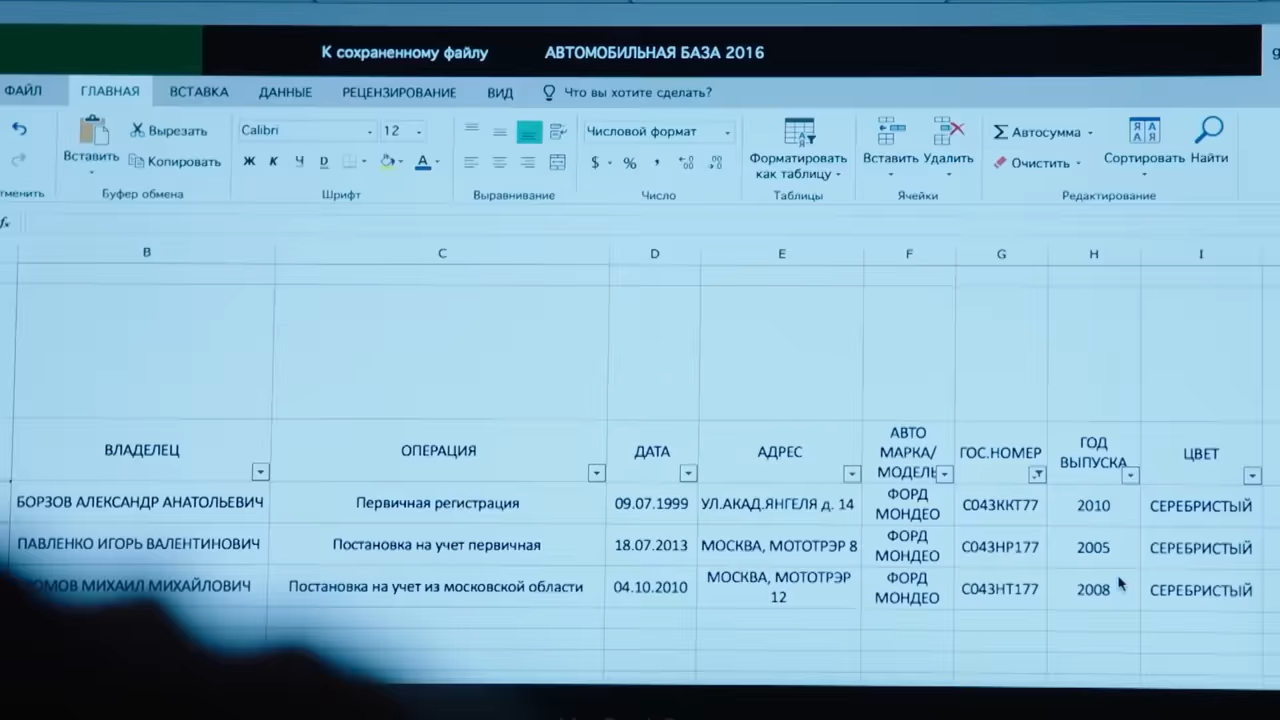 К сохраненному файлу АВТОМОБИЛЬНАЯ БАЗА 2016
ФАЙЛ ГЛАВНАЯ ВСТАВКА ДАННЫЕ РЕЦЕНЗИРОВАНИЕ ВИД Что вы хотите сделать?
Вставить Вырезать Копировать
Calibri 12
Ж К Ч D А
Числовой формат
$ % ,
Форматировать
как таблицу
Вставить Удалить
Σ Автосумма
Очистить
Сортировать Найти
Буфер обмена Шрифт Выравнивание Число Таблицы Ячейки Редактирование
fx
B C D E F G H I
ВЛАДЕЛЕЦ ОПЕРАЦИЯ ДАТА АДРЕС АВТО МАРКА/ МОДЕЛЬ ГОС.НОМЕР ГОД ВЫПУСКА ЦВЕТ
БОРЗОВ АЛЕКСАНДР АНАТОЛЬЕВИЧ Первичная регистрация 09.07.1999 УЛ.АКАД.ЯНГЕЛЯ д. 14 ФОРД МОНДЕО С043ККТ77 2010 СЕРЕБРИСТЫЙ
ПАВЛЕНКО ИГОРЬ ВАЛЕНТИНОВИЧ Постановка на учет первичная 18.07.2013 МОСКВА, МОТОТРЭР 8 ФОРД МОНДЕО С043НР177 2005 СЕРЕБРИСТЫЙ
МИХАИЛ МИХАЙЛОВИЧ Постановка на учет из московской области 04.10.2010 МОСКВА, МОТОТРЭР 12 ФОРД МОНДЕО С043НТ177 2008 СЕРЕБРИСТЫЙ